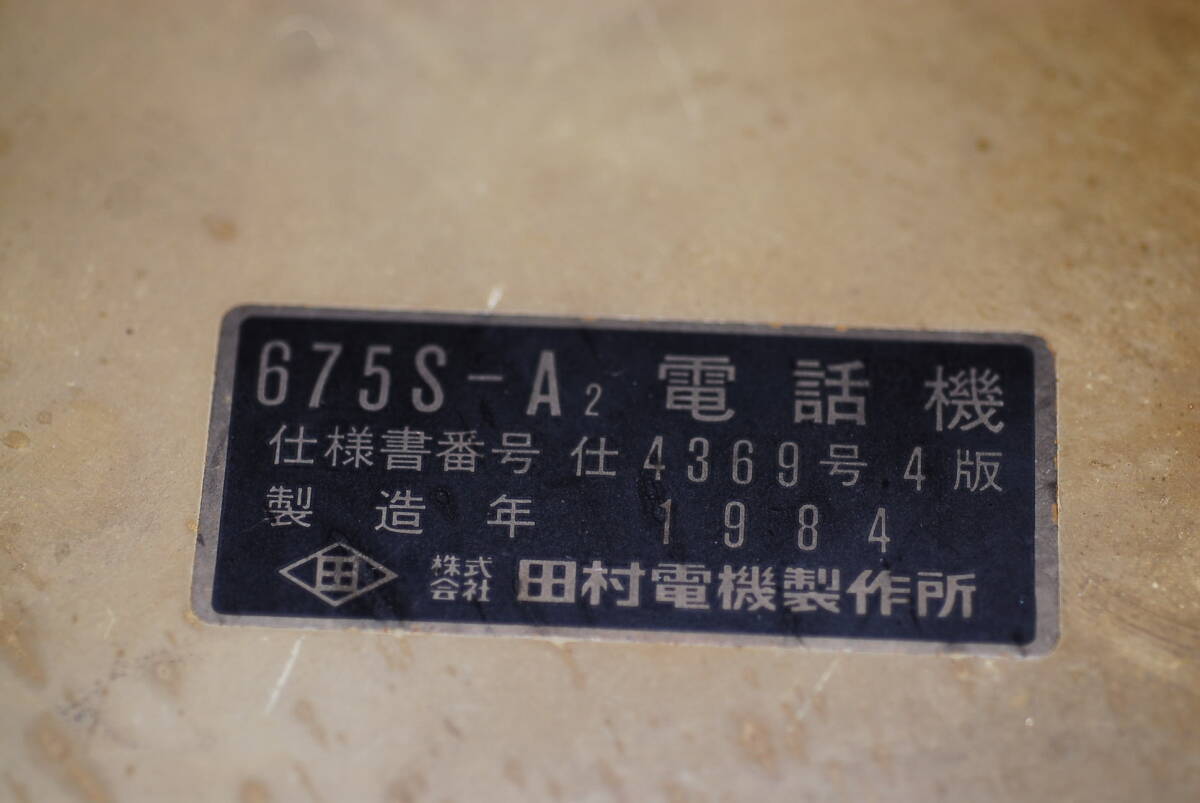 675S-A2 電話機
仕様書番号 仕4369号4版
製造年 1984
田 株式会社 田村電機製作所